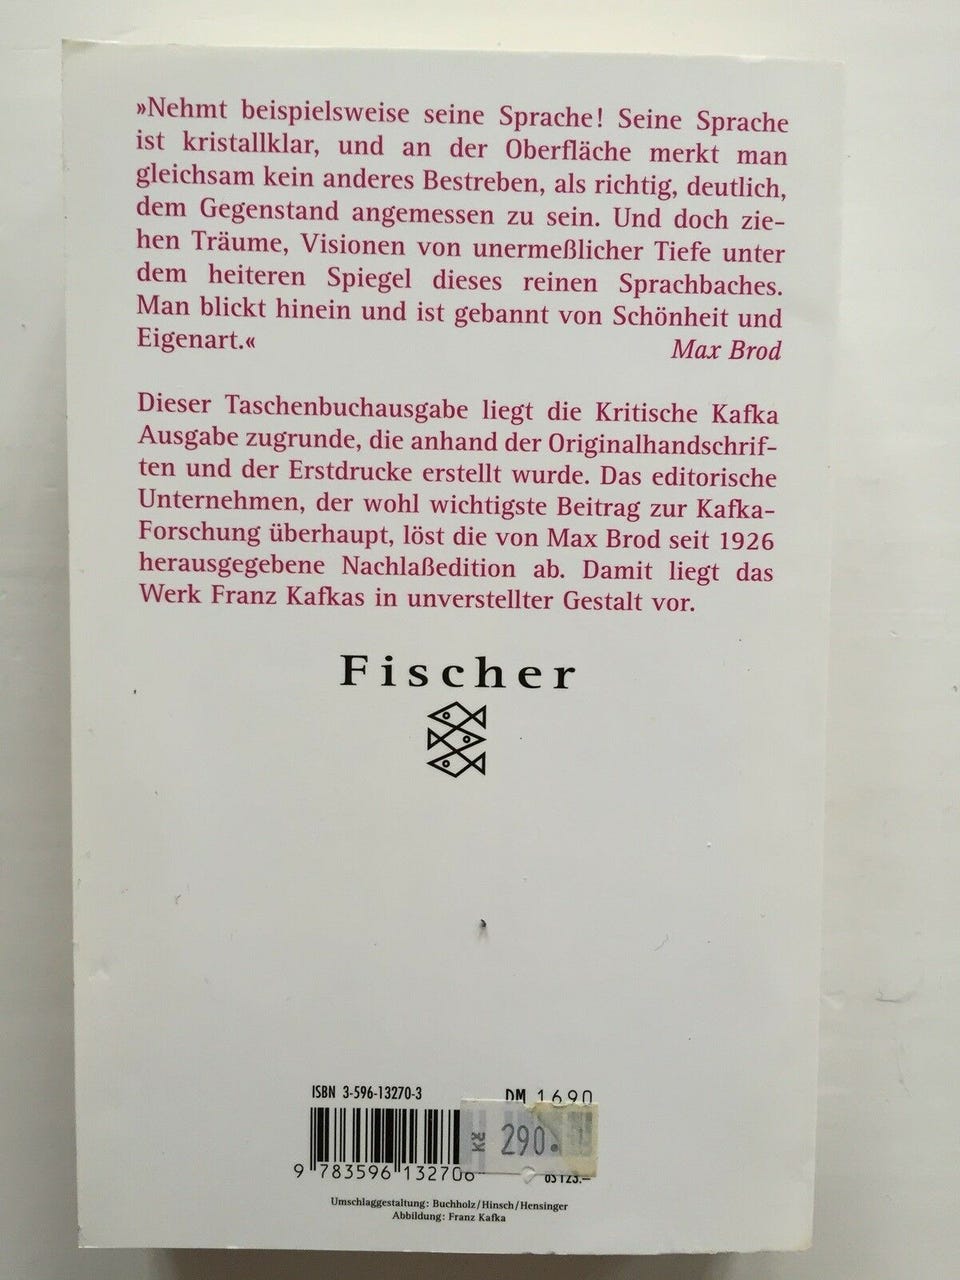 »Nehmt beispielsweise seine Sprache! Seine Sprache
ist kristallklar, und an der Oberfläche merkt man
gleichsam kein anderes Bestreben, als richtig, deutlich,
dem Gegenstand angemessen zu sein. Und doch zie-
hen Träume, Visionen von unermeßlicher Tiefe unter
dem heiteren Spiegel dieses reinen Sprachbaches.
Man blickt hinein und ist gebannt von Schönheit und
Eigenart.« Max Brod
Dieser Taschenbuchausgabe liegt die Kritische Kafka
Ausgabe zugrunde, die anhand der Originalhandschrif-
ten und der Erstdrucke erstellt wurde. Das editorische
Unternehmen, der wohl wichtigste Beitrag zur Kafka-
Forschung überhaupt, löst die von Max Brod seit 1926
herausgegebene Nachlaßedition ab. Damit liegt das
Werk Franz Kafkas in unverstellter Gestalt vor.
Fischer
ISBN 3-596-13270-3 DM 1690
Kč 290.
9 783596 132706 öS 123.–
Umschlaggestaltung: Buchholz/Hinsch/Hensinger
Abbildung: Franz Kafka